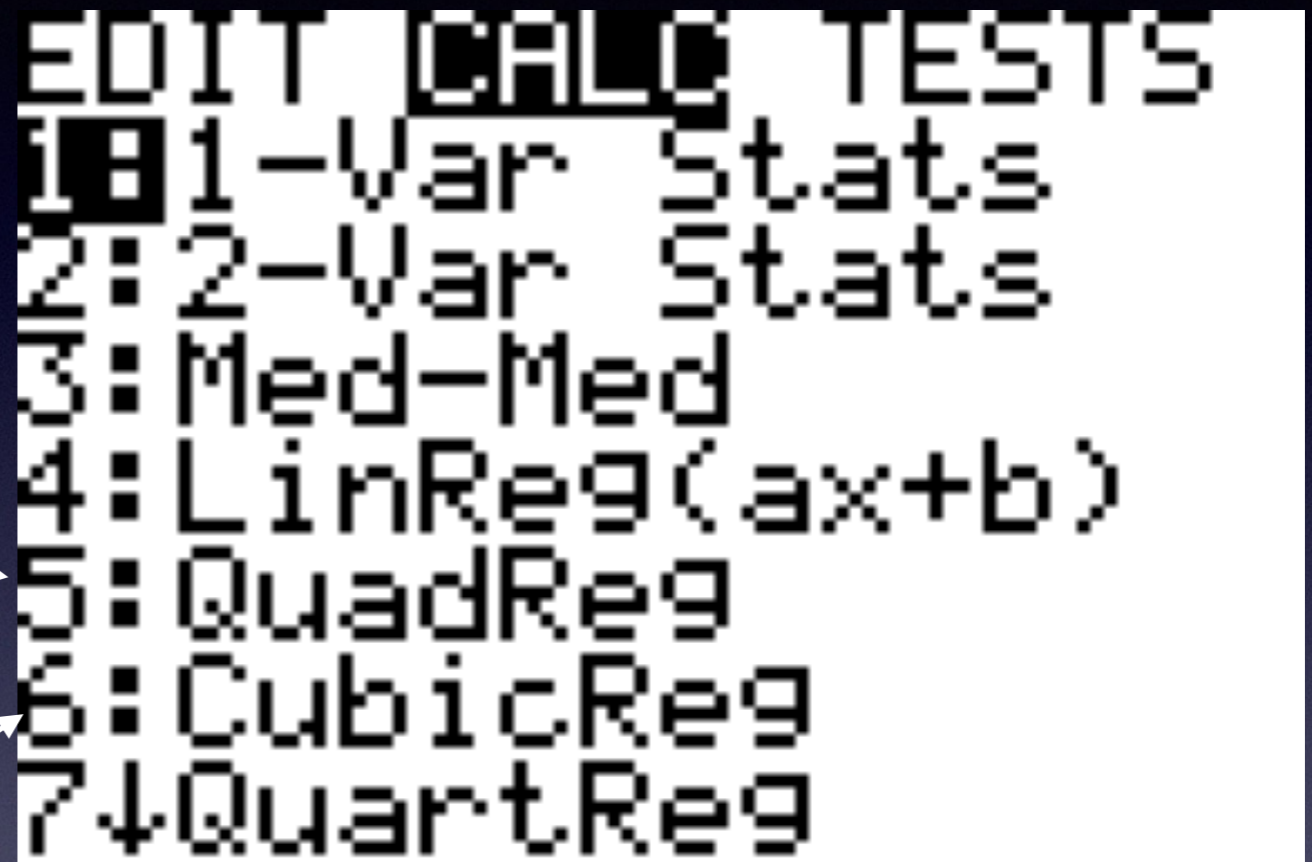 EDIT CALC TESTS
1:1-Var Stats
2:2-Var Stats
3:Med-Med
4:LinReg(ax+b)
5:QuadReg
6:CubicReg
7↓QuartReg